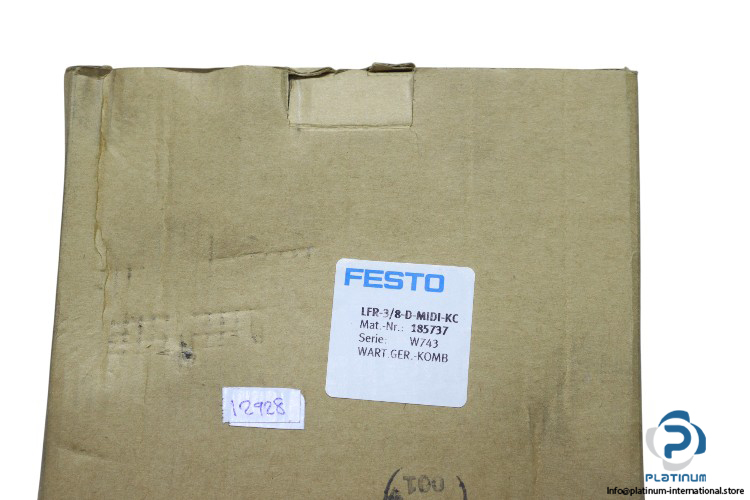 FESTO
LFR-3/8-D-MIDI-KC
Mat.-Nr.: 185737
Serie: W743
WART.GER.-KOMB
12928
001
PLATINUM
Info@platinum-international.store